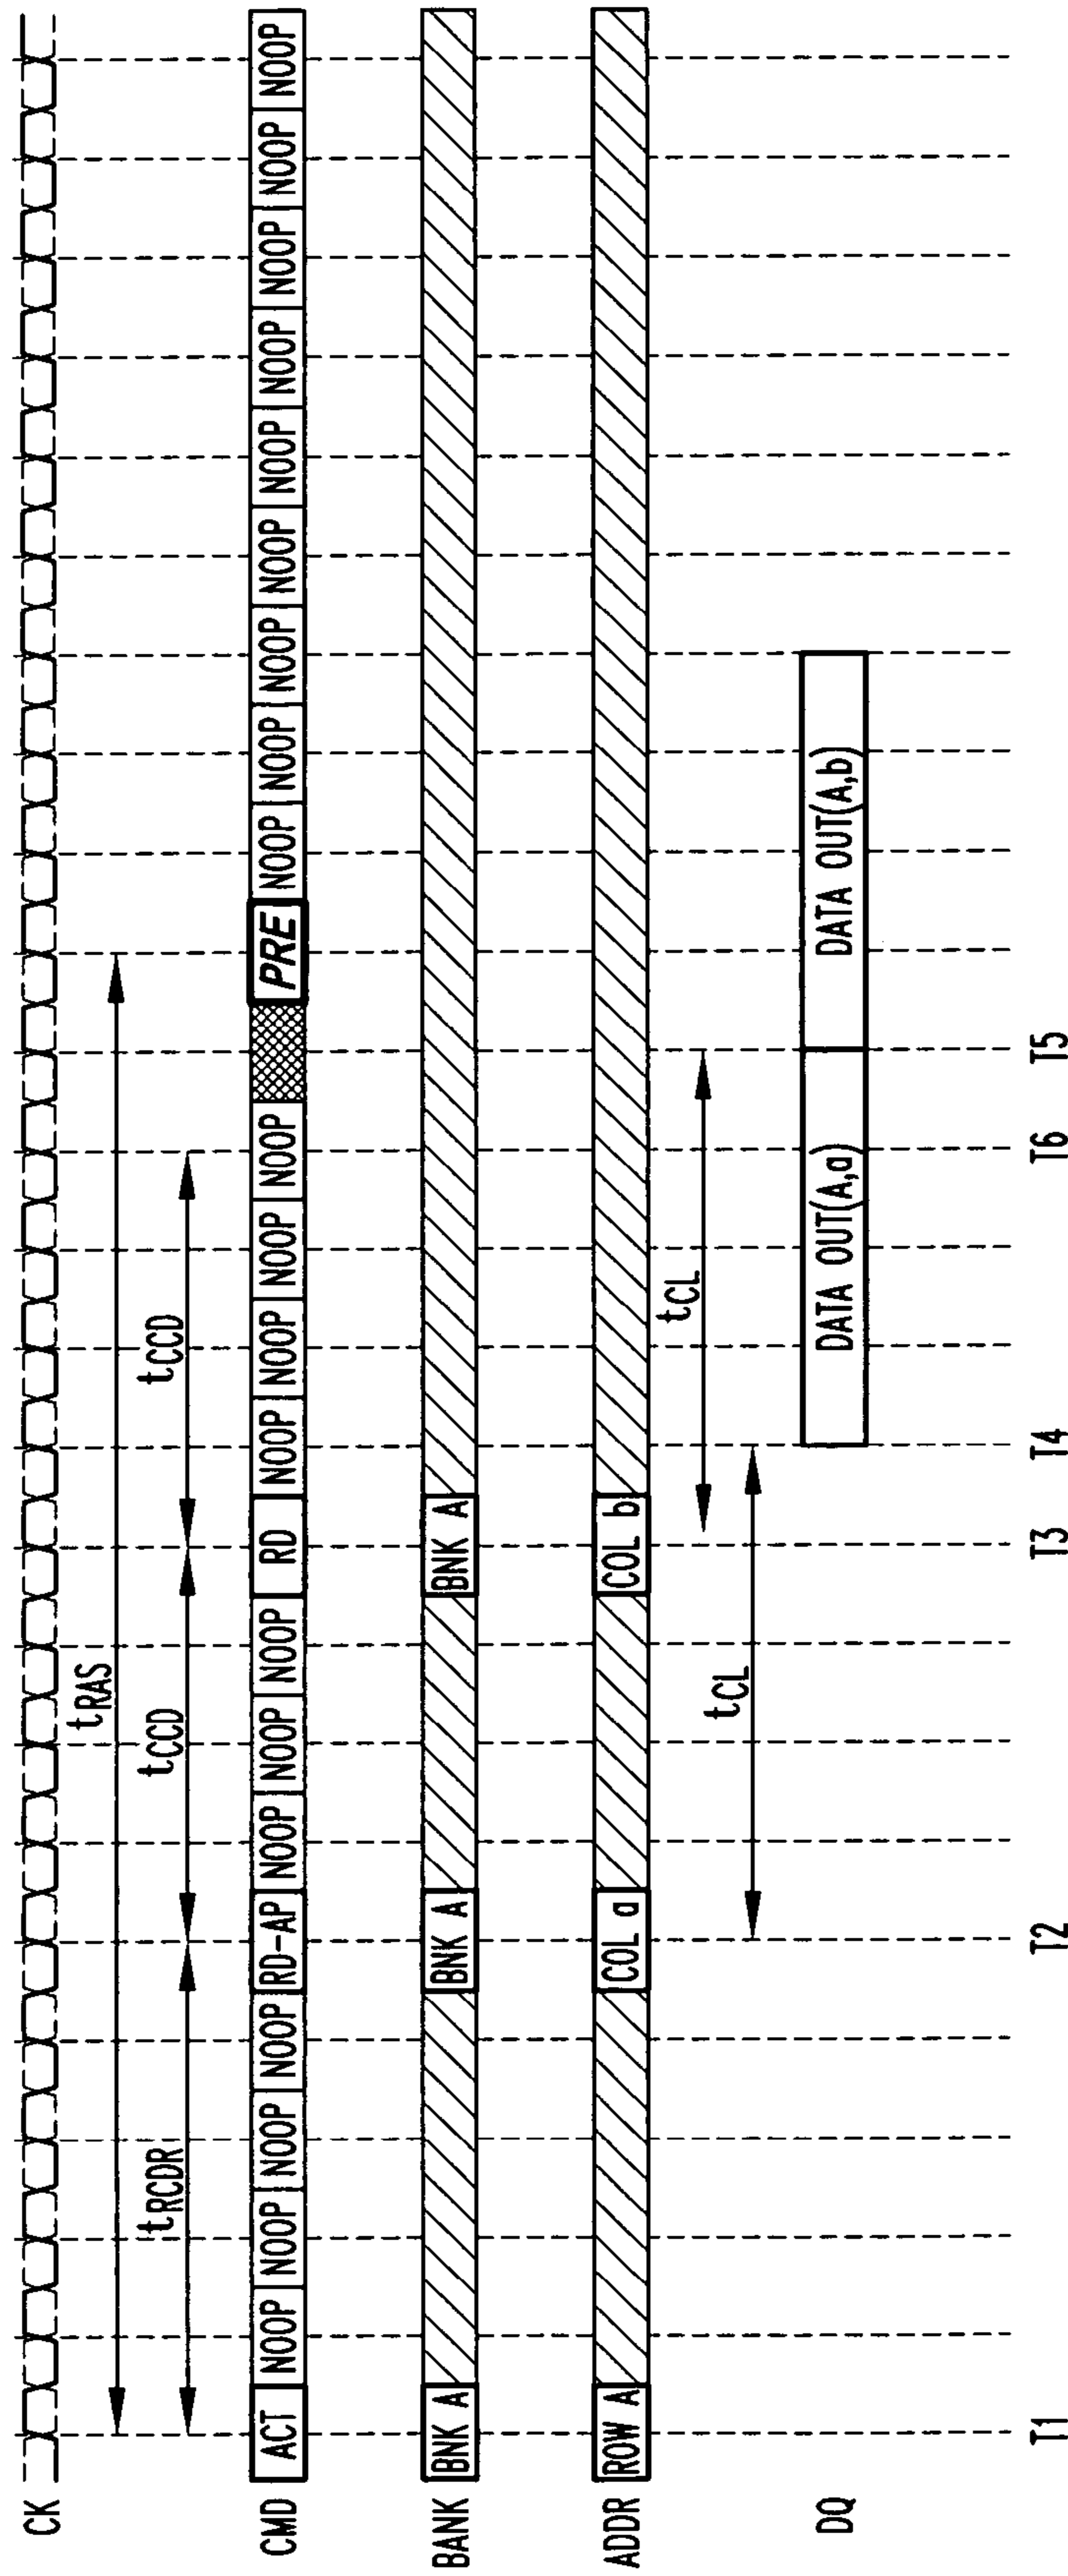 CK
tRAS
tRCDR tCCD tCCD
CMD ACT NOOP NOOP NOOP NOOP RD-AP NOOP NOOP NOOP RD NOOP NOOP NOOP NOOP PRE NOOP NOOP NOOP NOOP NOOP NOOP NOOP NOOP NOOP
BANK BNK A BNK A BNK A
ADDR ROW A COL a COL b
tCL
tCL
DQ DATA OUT(A,a) DATA OUT(A,b)
T1 T2 T3 T4 T6 T5